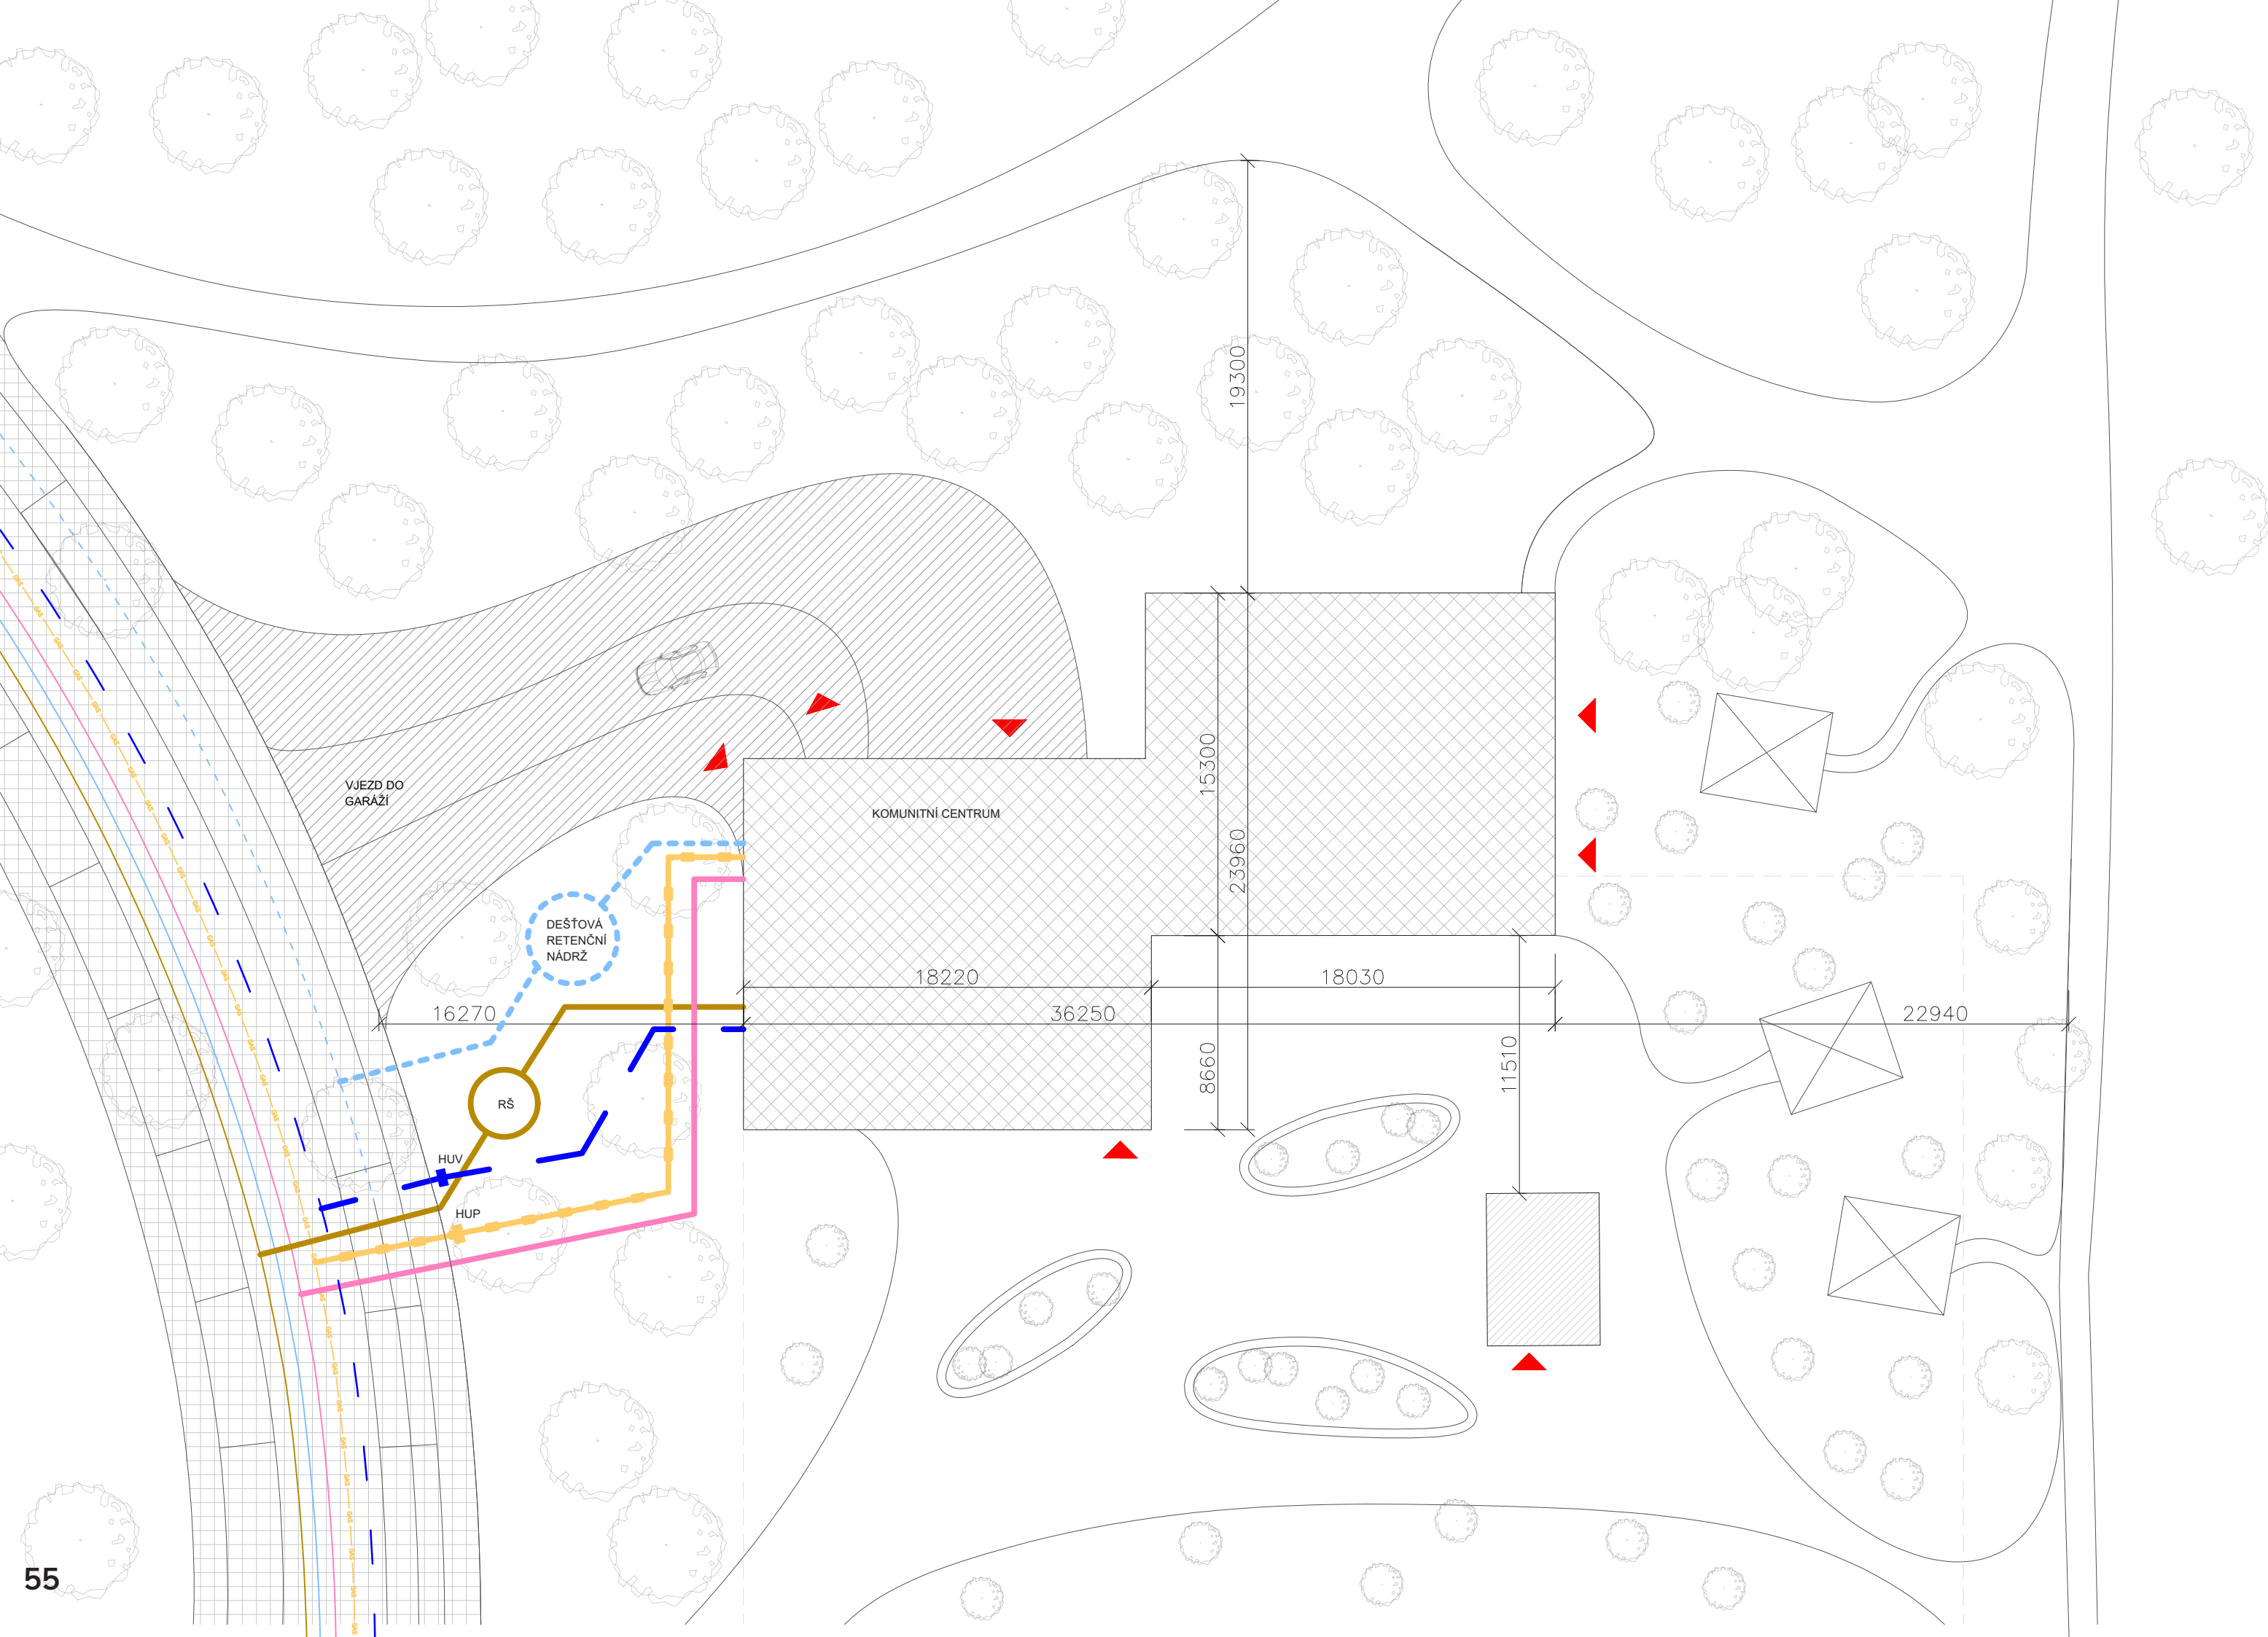 19300
15300
VJEZD DO
GARÁŽÍ
KOMUNITNÍ CENTRUM
23960
DEŠŤOVÁ
RETENČNÍ
NÁDRŽ
18220
18030
16270
36250
22940
8660
11510
RŠ
HUV
HUP
GAS
55